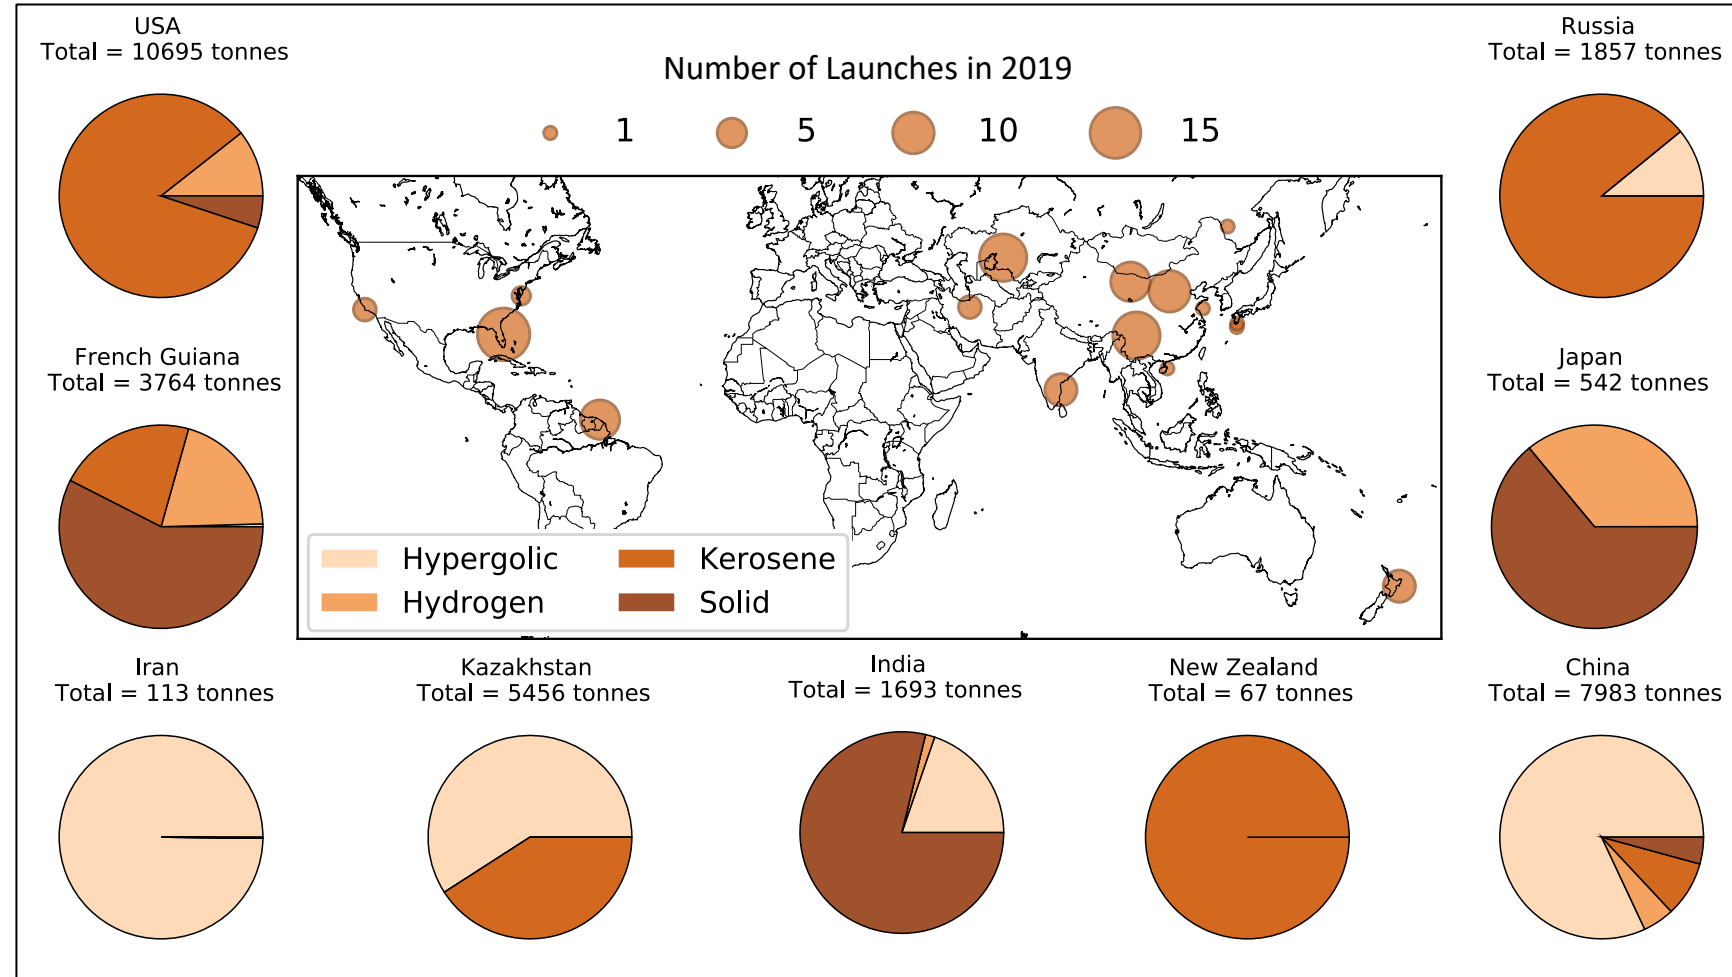 USA
Total = 10695 tonnes
Number of Launches in 2019
1 5 10 15
Russia
Total = 1857 tonnes
French Guiana
Total = 3764 tonnes
Japan
Total = 542 tonnes
Hypergolic Kerosene
Hydrogen Solid
Iran
Total = 113 tonnes
Kazakhstan
Total = 5456 tonnes
India
Total = 1693 tonnes
New Zealand
Total = 67 tonnes
China
Total = 7983 tonnes